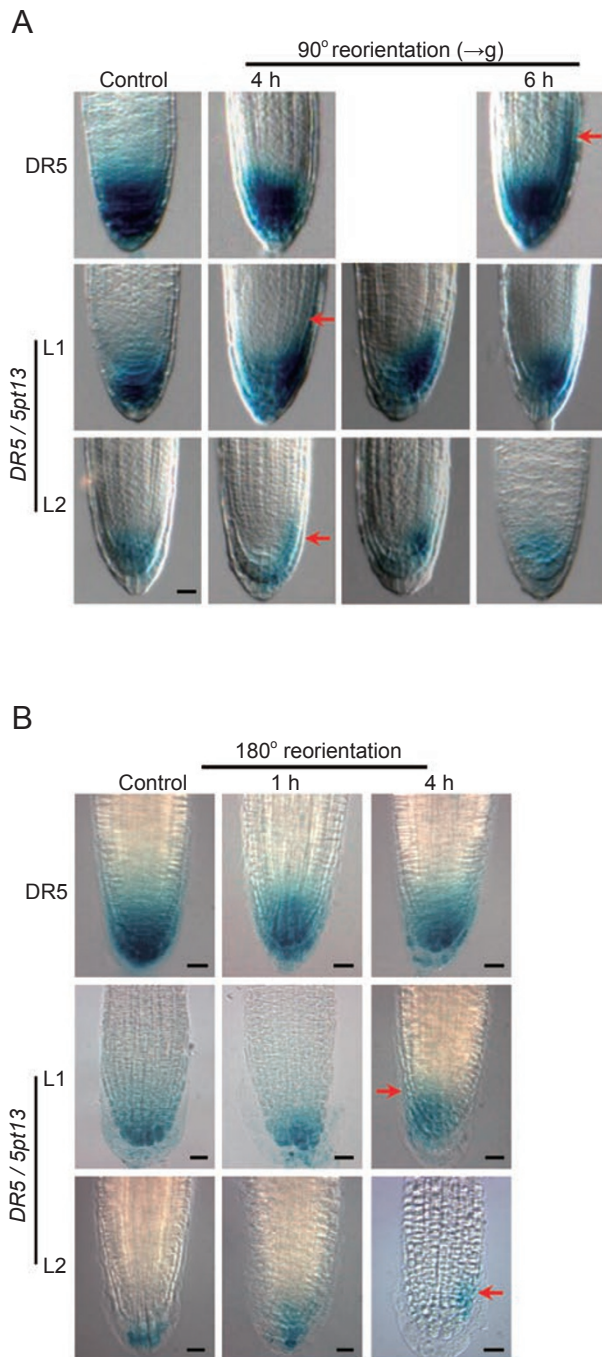 A
90° reorientation (→g)
Control 4 h 6 h
DR5
L1
DR5 / 5pt13
L2
B
180° reorientation
Control 1 h 4 h
DR5
L1
DR5 / 5pt13
L2